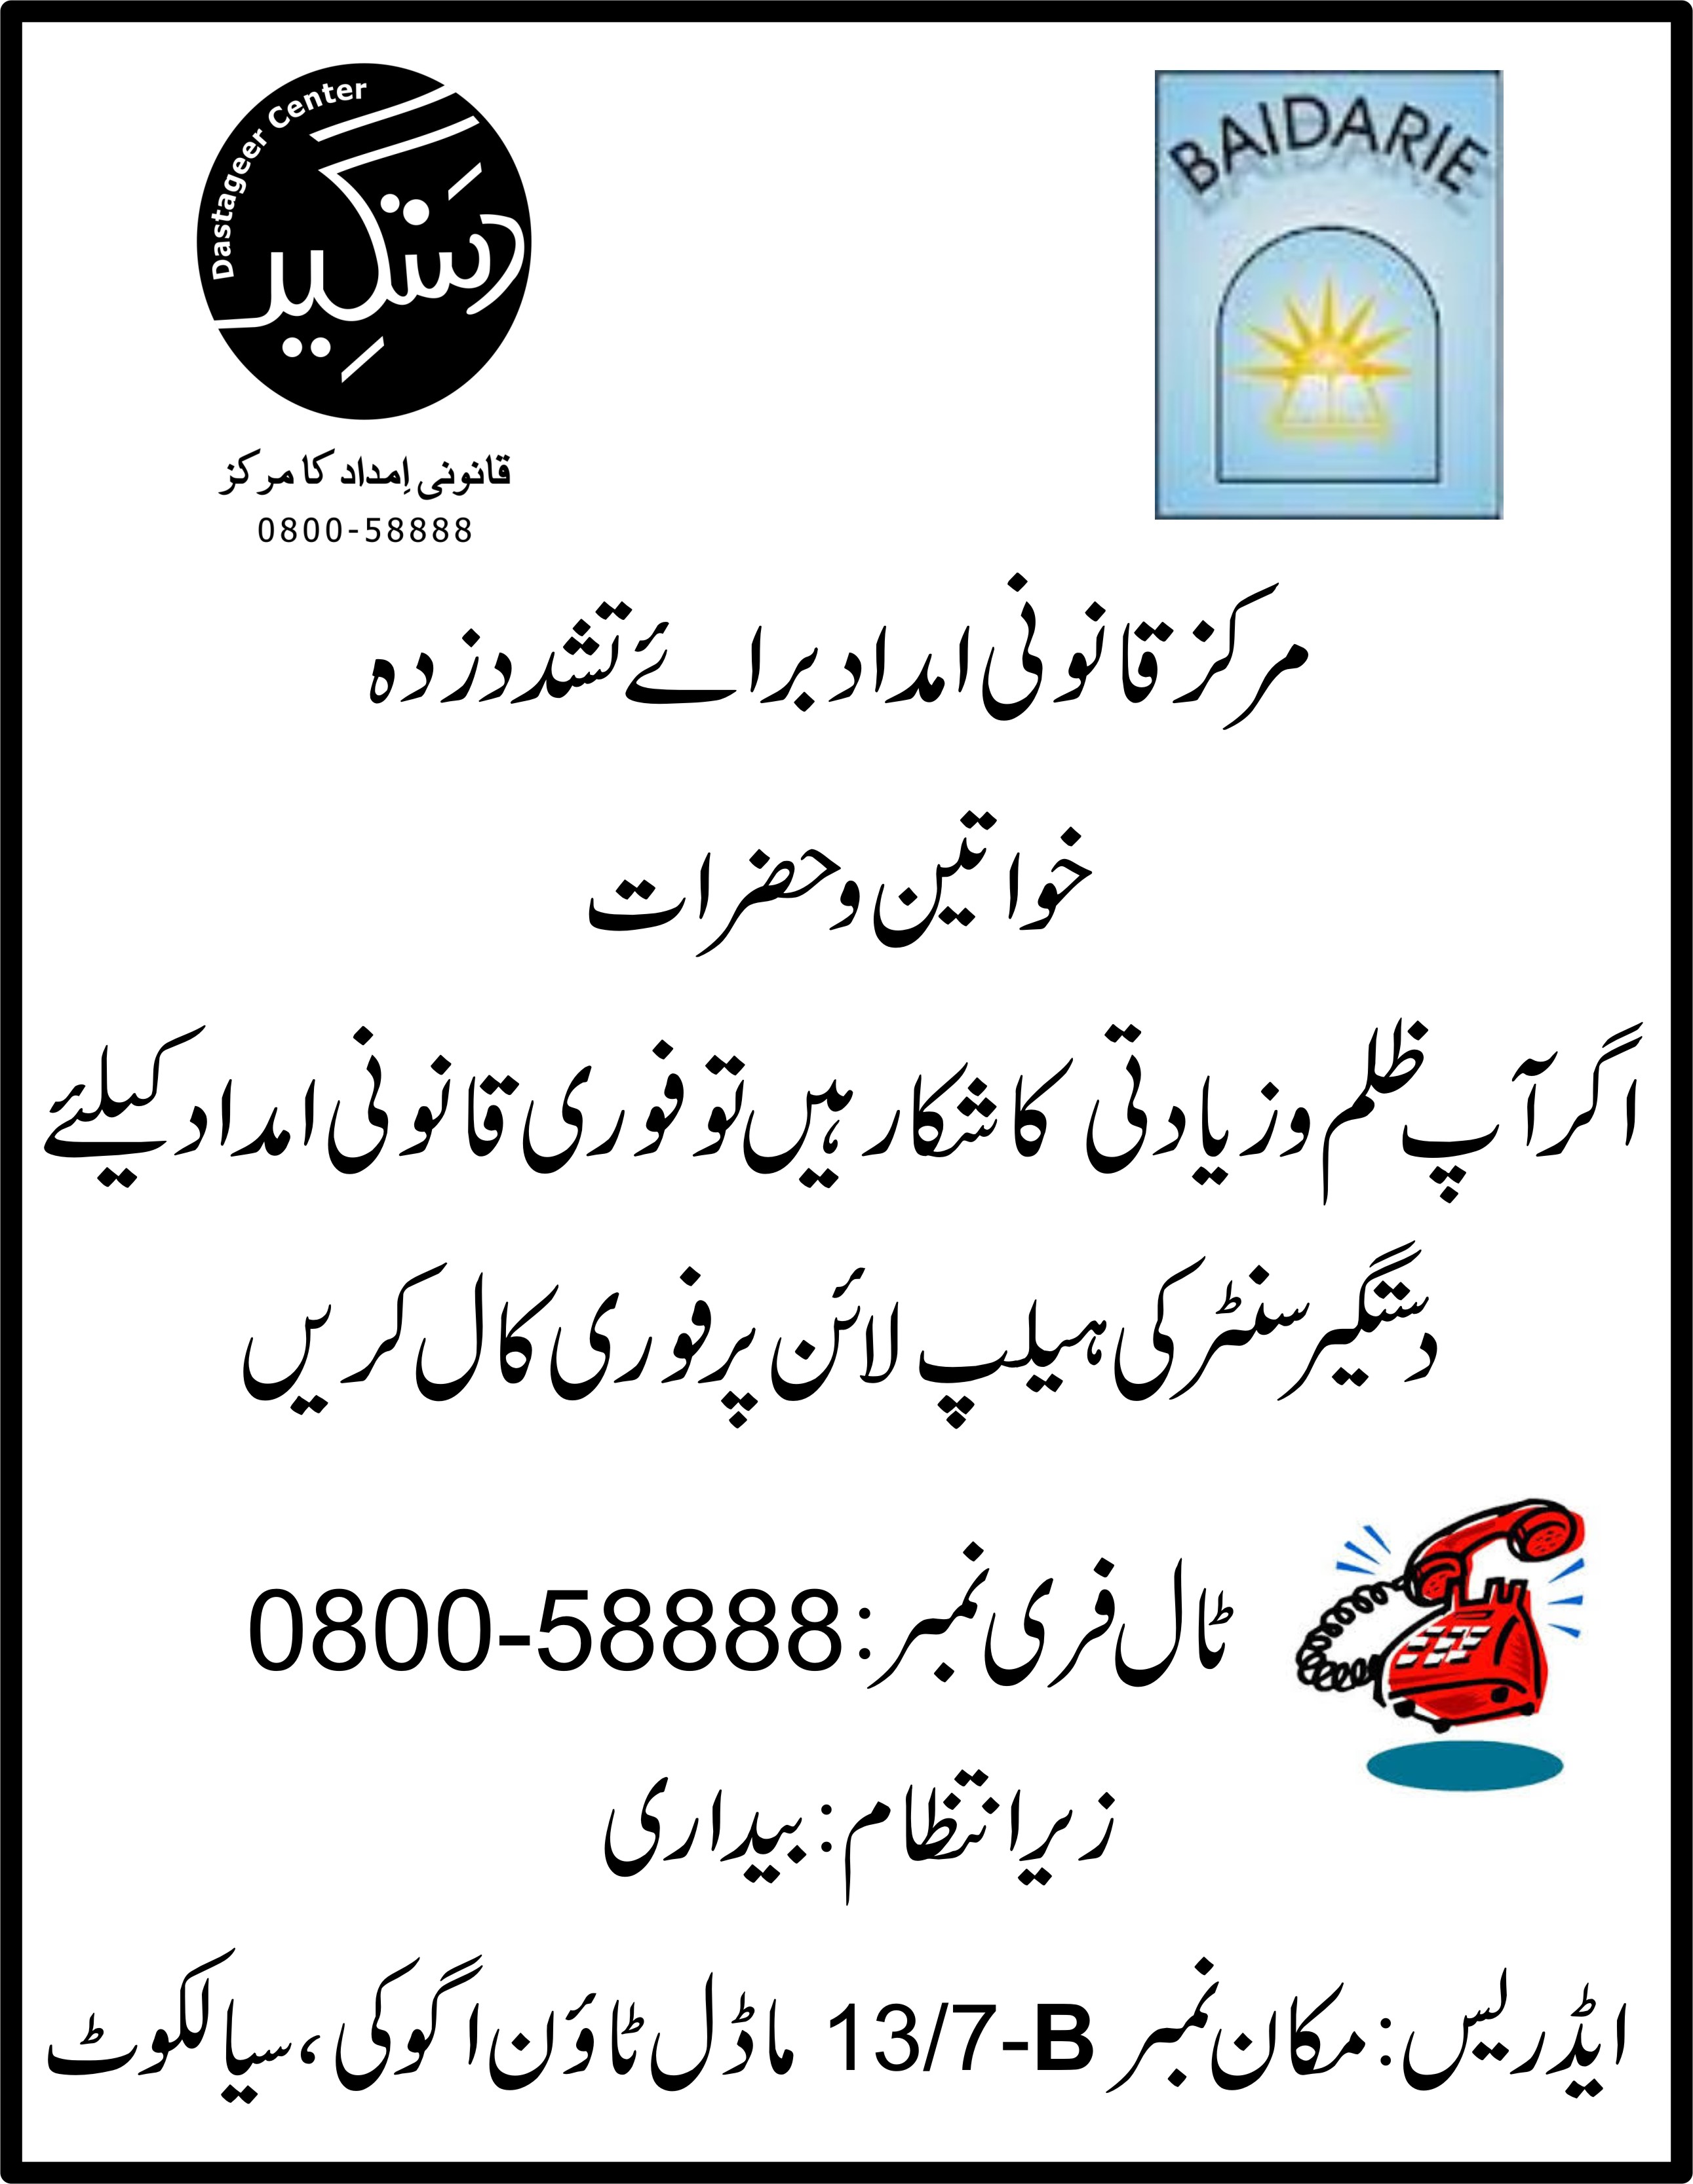 BAIDARIE
Dastageer Center
دستگیر
قانونی اِمداد کا مرکز
0800-58888
مرکز قانونی امداد برائے تشدد زدہ
خواتین و حضرات
اگر آپ ظلم و زیادتی کا شکار ہیں تو فوری قانونی امداد کیلئے
دستگیر سنٹر کی ہیلپ لائن پر فوری کال کریں
ٹال فری نمبر: 0800-58888
زیر انتظام: بیداری
ایڈریس: مکان نمبر 13/7-B ماڈل ٹاؤن اگوکی، سیالکوٹ